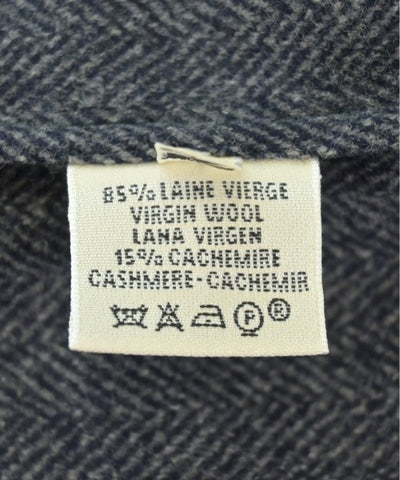 85% LAINE VIERGE
VIRGIN WOOL
LANA VIRGEN
15% CACHEMIRE
CASHMERE-CACHEMIR
P ®